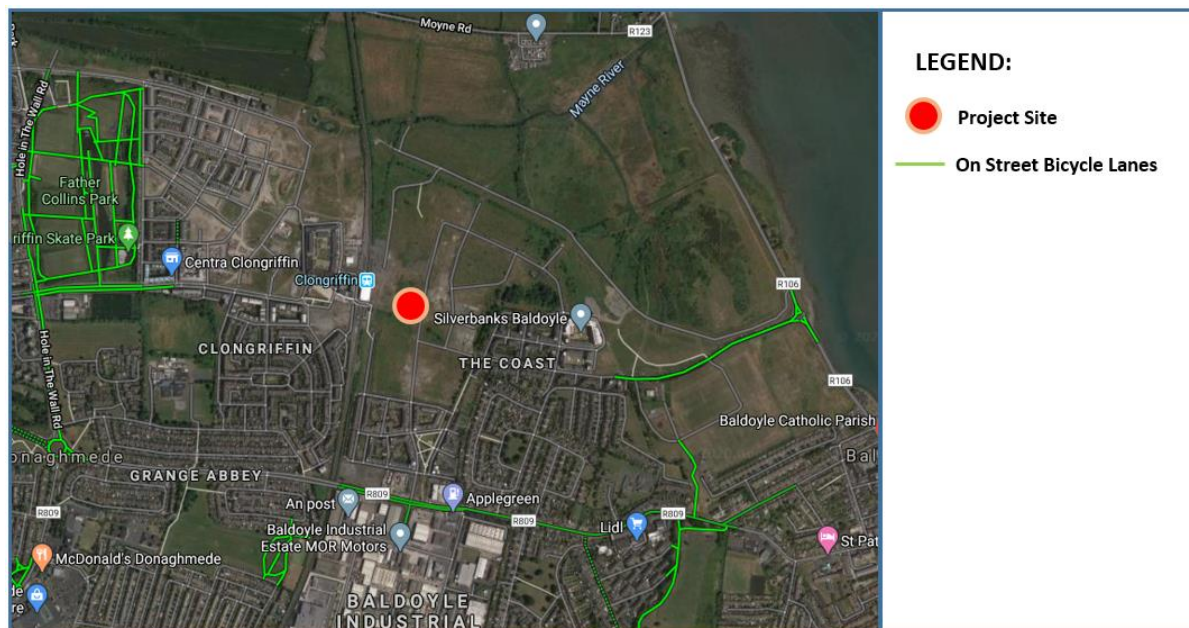 Moyne Rd
R123
Mayne River
Hole in The Wall Rd
Father
Collins Park
riffin Skate Park
Centra Clongriffin
Clongriffin
R106
Silverbanks Baldoyle
CLONGRIFFIN
THE COAST
R106
Hole in The Wall Rd
Baldoyle Catholic Parish
onaghmede
Bal
GRANGE ABBEY
R809
An post
Applegreen
R809
R809
R809
Baldoyle Industrial
Estate MOR Motors
Lidl
St Pat
McDonald's Donaghmede
de
re
BALDOYLE
INDUSTRIAL
LEGEND:
Project Site
On Street Bicycle Lanes